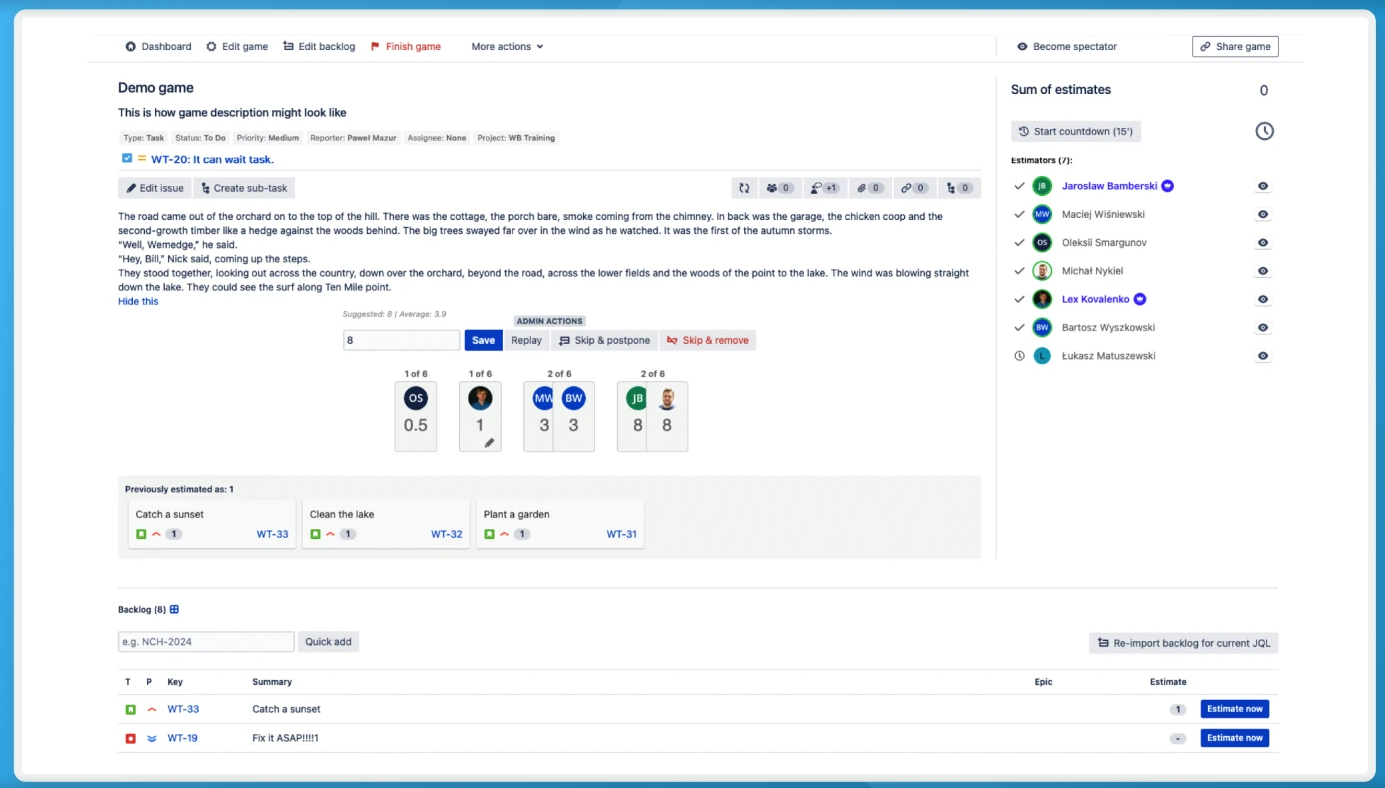 Dashboard Edit game Edit backlog Finish game More actions Become spectator Share game
Demo game
This is how game description might look like
Type: Task Status: To Do Priority: Medium Reporter: Paweł Mazur Assignee: None Project: WB Training
WT-20: It can wait task.
Edit issue Create sub-task 0 +1 0 0 0
The road came out of the orchard on to the top of the hill. There was the cottage, the porch bare, smoke coming from the chimney. In back was the garage, the chicken coop and the
second-growth timber like a hedge against the woods behind. The big trees swayed far over in the wind as he watched. It was the first of the autumn storms.
“Well, Wemedge,” he said.
“Hey, Bill,” Nick said, coming up the steps.
They stood together, looking out across the country, down over the orchard, beyond the road, across the lower fields and the woods of the point to the lake. The wind was blowing straight
down the lake. They could see the surf along Ten Mile point.
Hide this
Suggested: 8 | Average: 3.9
ADMIN ACTIONS
8 Save Replay Skip & postpone Skip & remove
1 of 6 1 of 6 2 of 6 2 of 6
OS MW BW JB
0.5 1 3 3 8 8
Previously estimated as: 1
Catch a sunset Clean the lake Plant a garden
1 WT-33 1 WT-32 1 WT-31
Sum of estimates 0
Start countdown (15')
Estimators (7):
JB Jaroslaw Bamberski
MW Maciej Wiśniewski
OS Oleksii Smargunov
Michał Nykiel
Lex Kovalenko
BW Bartosz Wyszkowski
L Łukasz Matuszewski
Backlog (8)
e.g. NCH-2024 Quick add Re-import backlog for current JQL
T P Key Summary Epic Estimate
WT-33 Catch a sunset 1 Estimate now
WT-19 Fix it ASAP!!!!1 - Estimate now